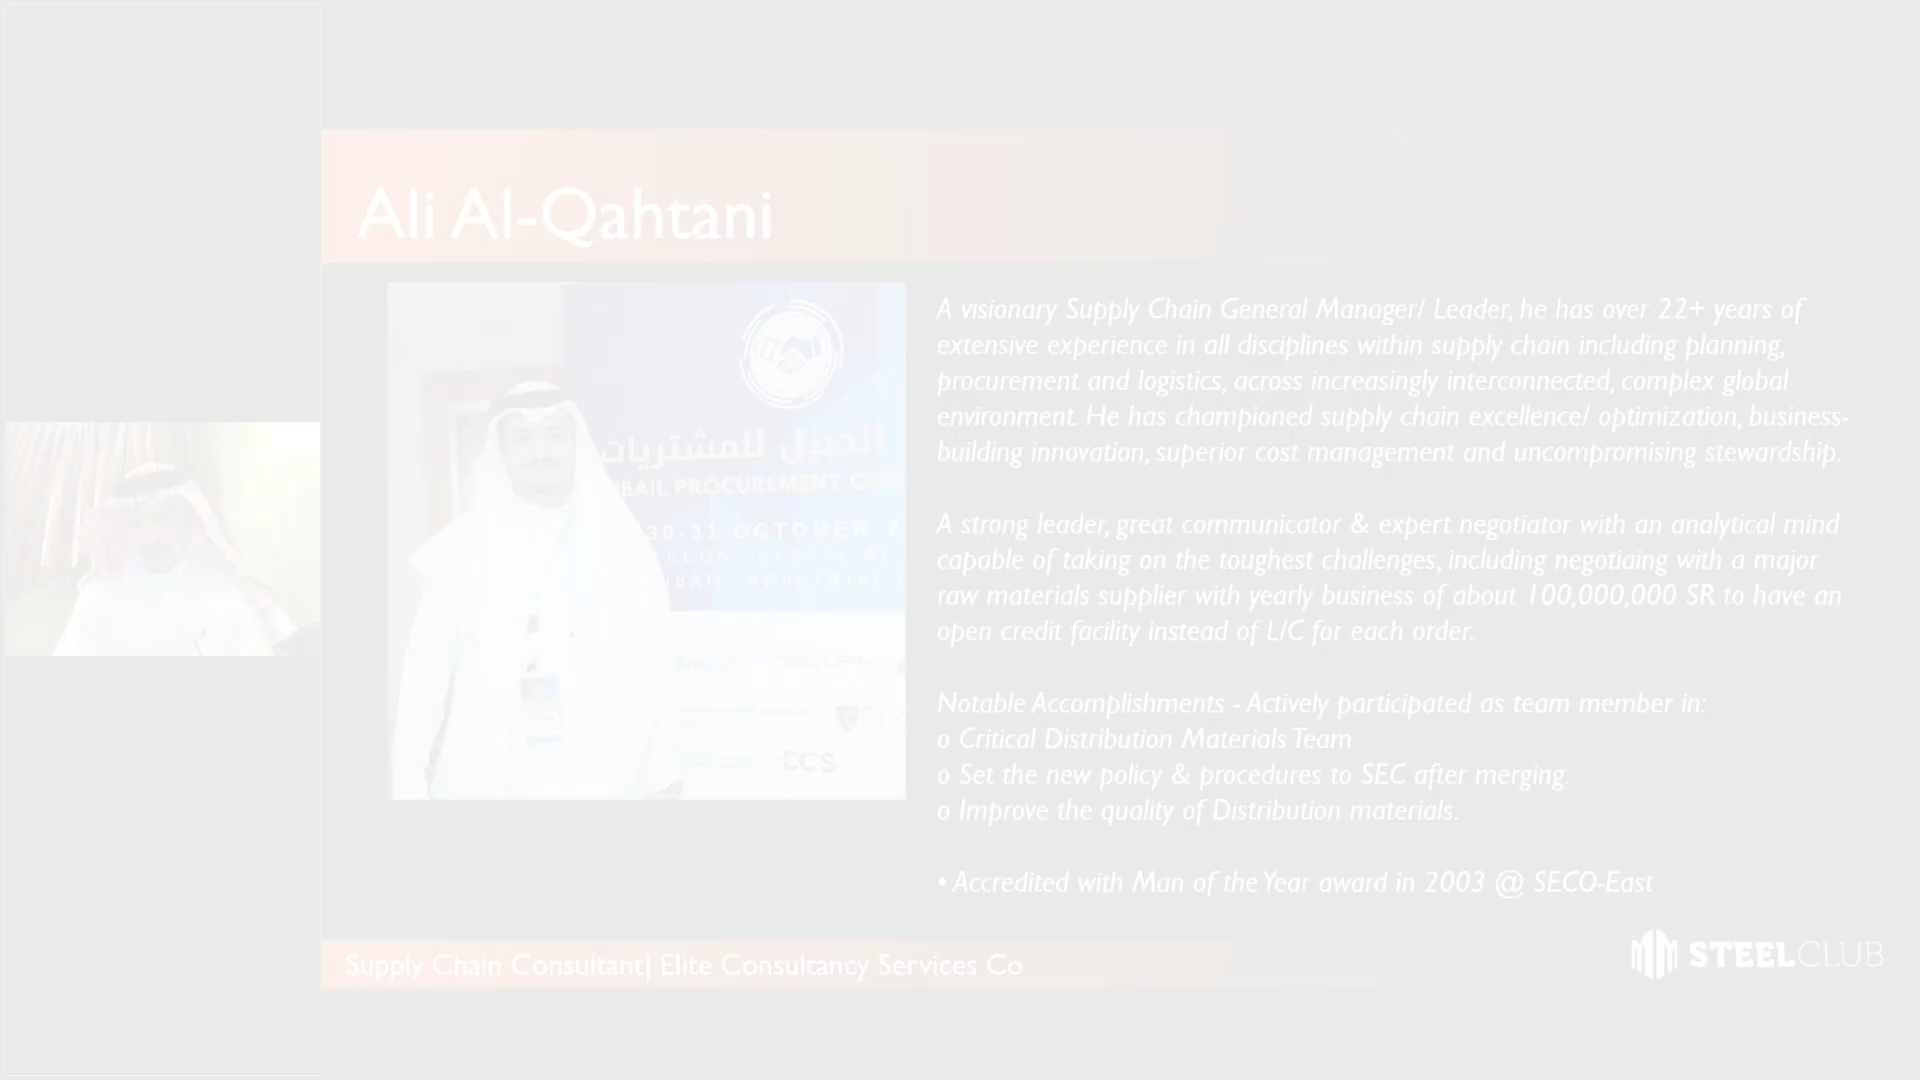 Ali Al-Qahtani
الجبيل للمشتريات
BAIL PROCUREMENT CO
30-31 OCTOBER 2
UBAIL INDUSTRIAL
CCS
A visionary Supply Chain General Manager/ Leader, he has over 22+ years of
extensive experience in all disciplines within supply chain including planning,
procurement and logistics, across increasingly interconnected, complex global
environment. He has championed supply chain excellence/ optimization, business-
building innovation, superior cost management and uncompromising stewardship.
A strong leader, great communicator & expert negotiator with an analytical mind
capable of taking on the toughest challenges, including negotiaing with a major
raw materials supplier with yearly business of about 100,000,000 SR to have an
open credit facility instead of L/C for each order.
Notable Accomplishments - Actively participated as team member in:
o Critical Distribution Materials Team
o Set the new policy & procedures to SEC after merging.
o Improve the quality of Distribution materials.
• Accredited with Man of the Year award in 2003 @ SECO-East
Supply Chain Consultant| Elite Consultancy Services Co
STEELCLUB